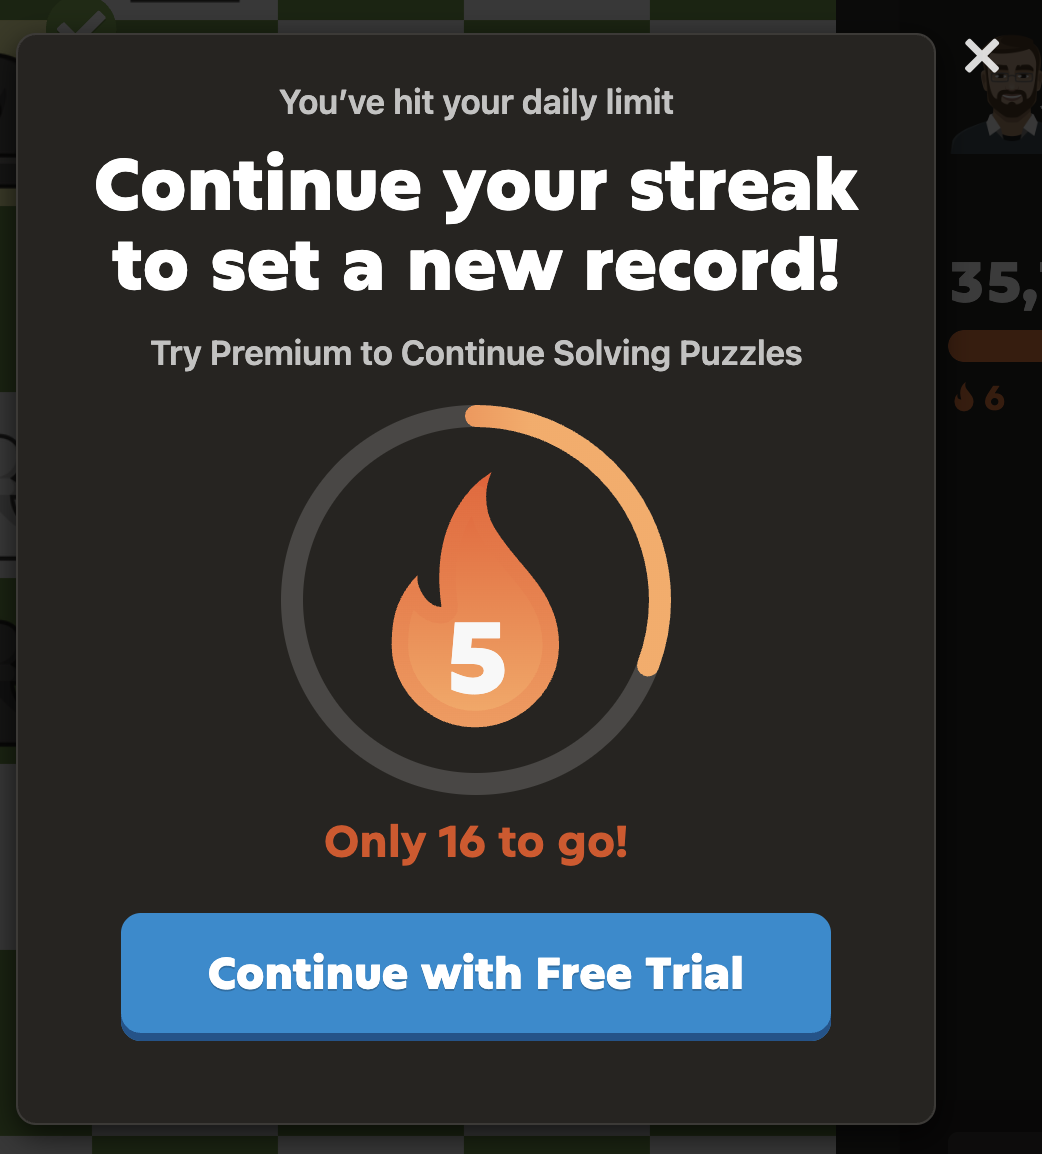 You've hit your daily limit
Continue your streak
to set a new record!
Try Premium to Continue Solving Puzzles
5
Only 16 to go!
Continue with Free Trial
35,
6